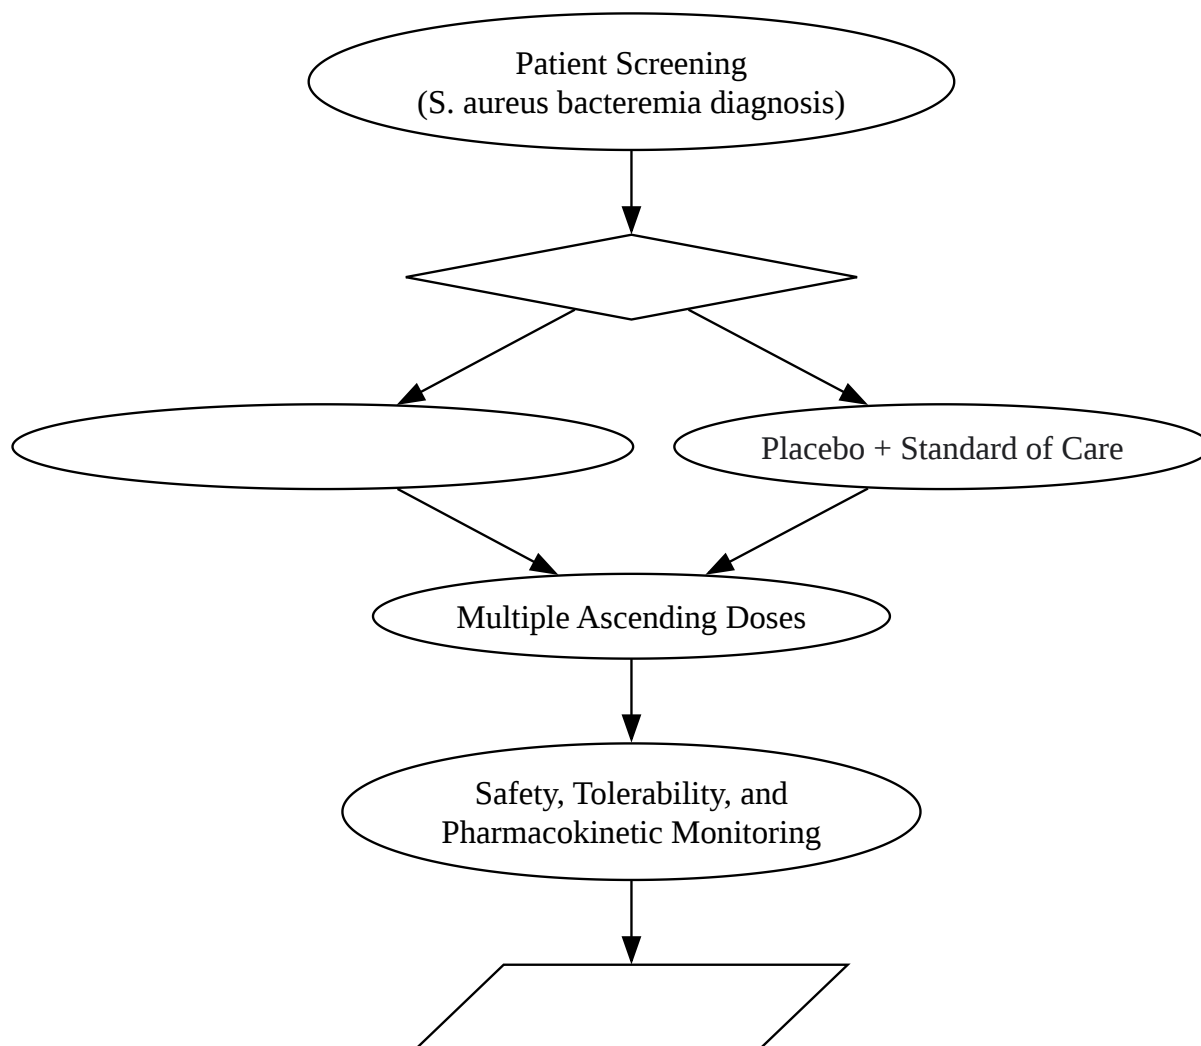 Patient Screening
(S. aureus bacteremia diagnosis)
Placebo + Standard of Care
Multiple Ascending Doses
Safety, Tolerability, and
Pharmacokinetic Monitoring